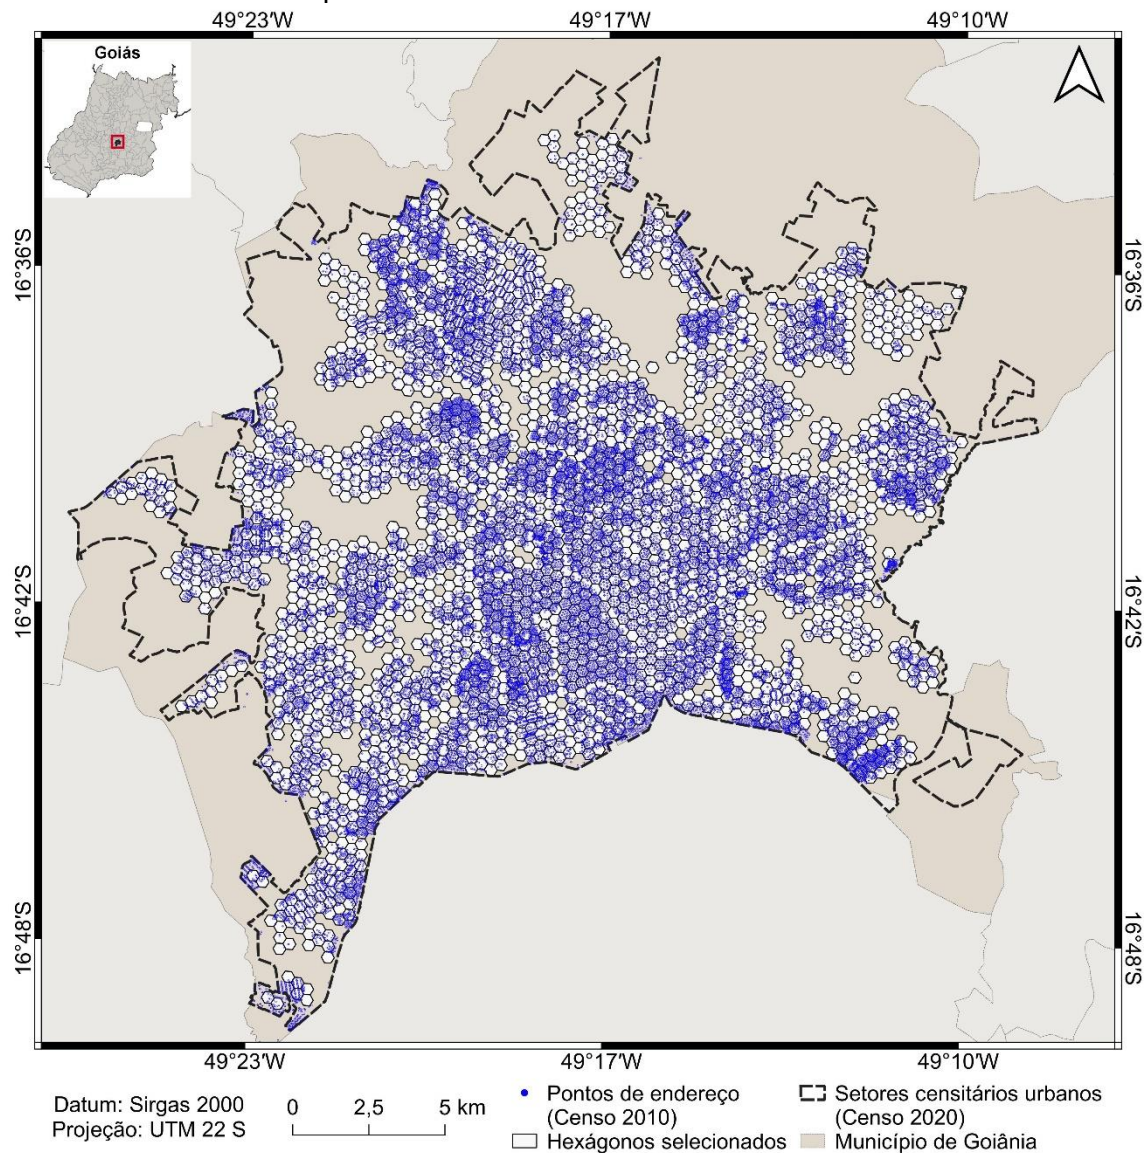 49°23'W 49°17'W 49°10'W
Goiás
16°36'S 16°36'S
16°42'S 16°42'S
16°48'S 16°48'S
49°23'W 49°17'W 49°10'W
Datum: Sirgas 2000
Projeção: UTM 22 S
0 2,5 5 km
Pontos de endereço
(Censo 2010)
Hexágonos selecionados
Setores censitários urbanos
(Censo 2020)
Município de Goiânia